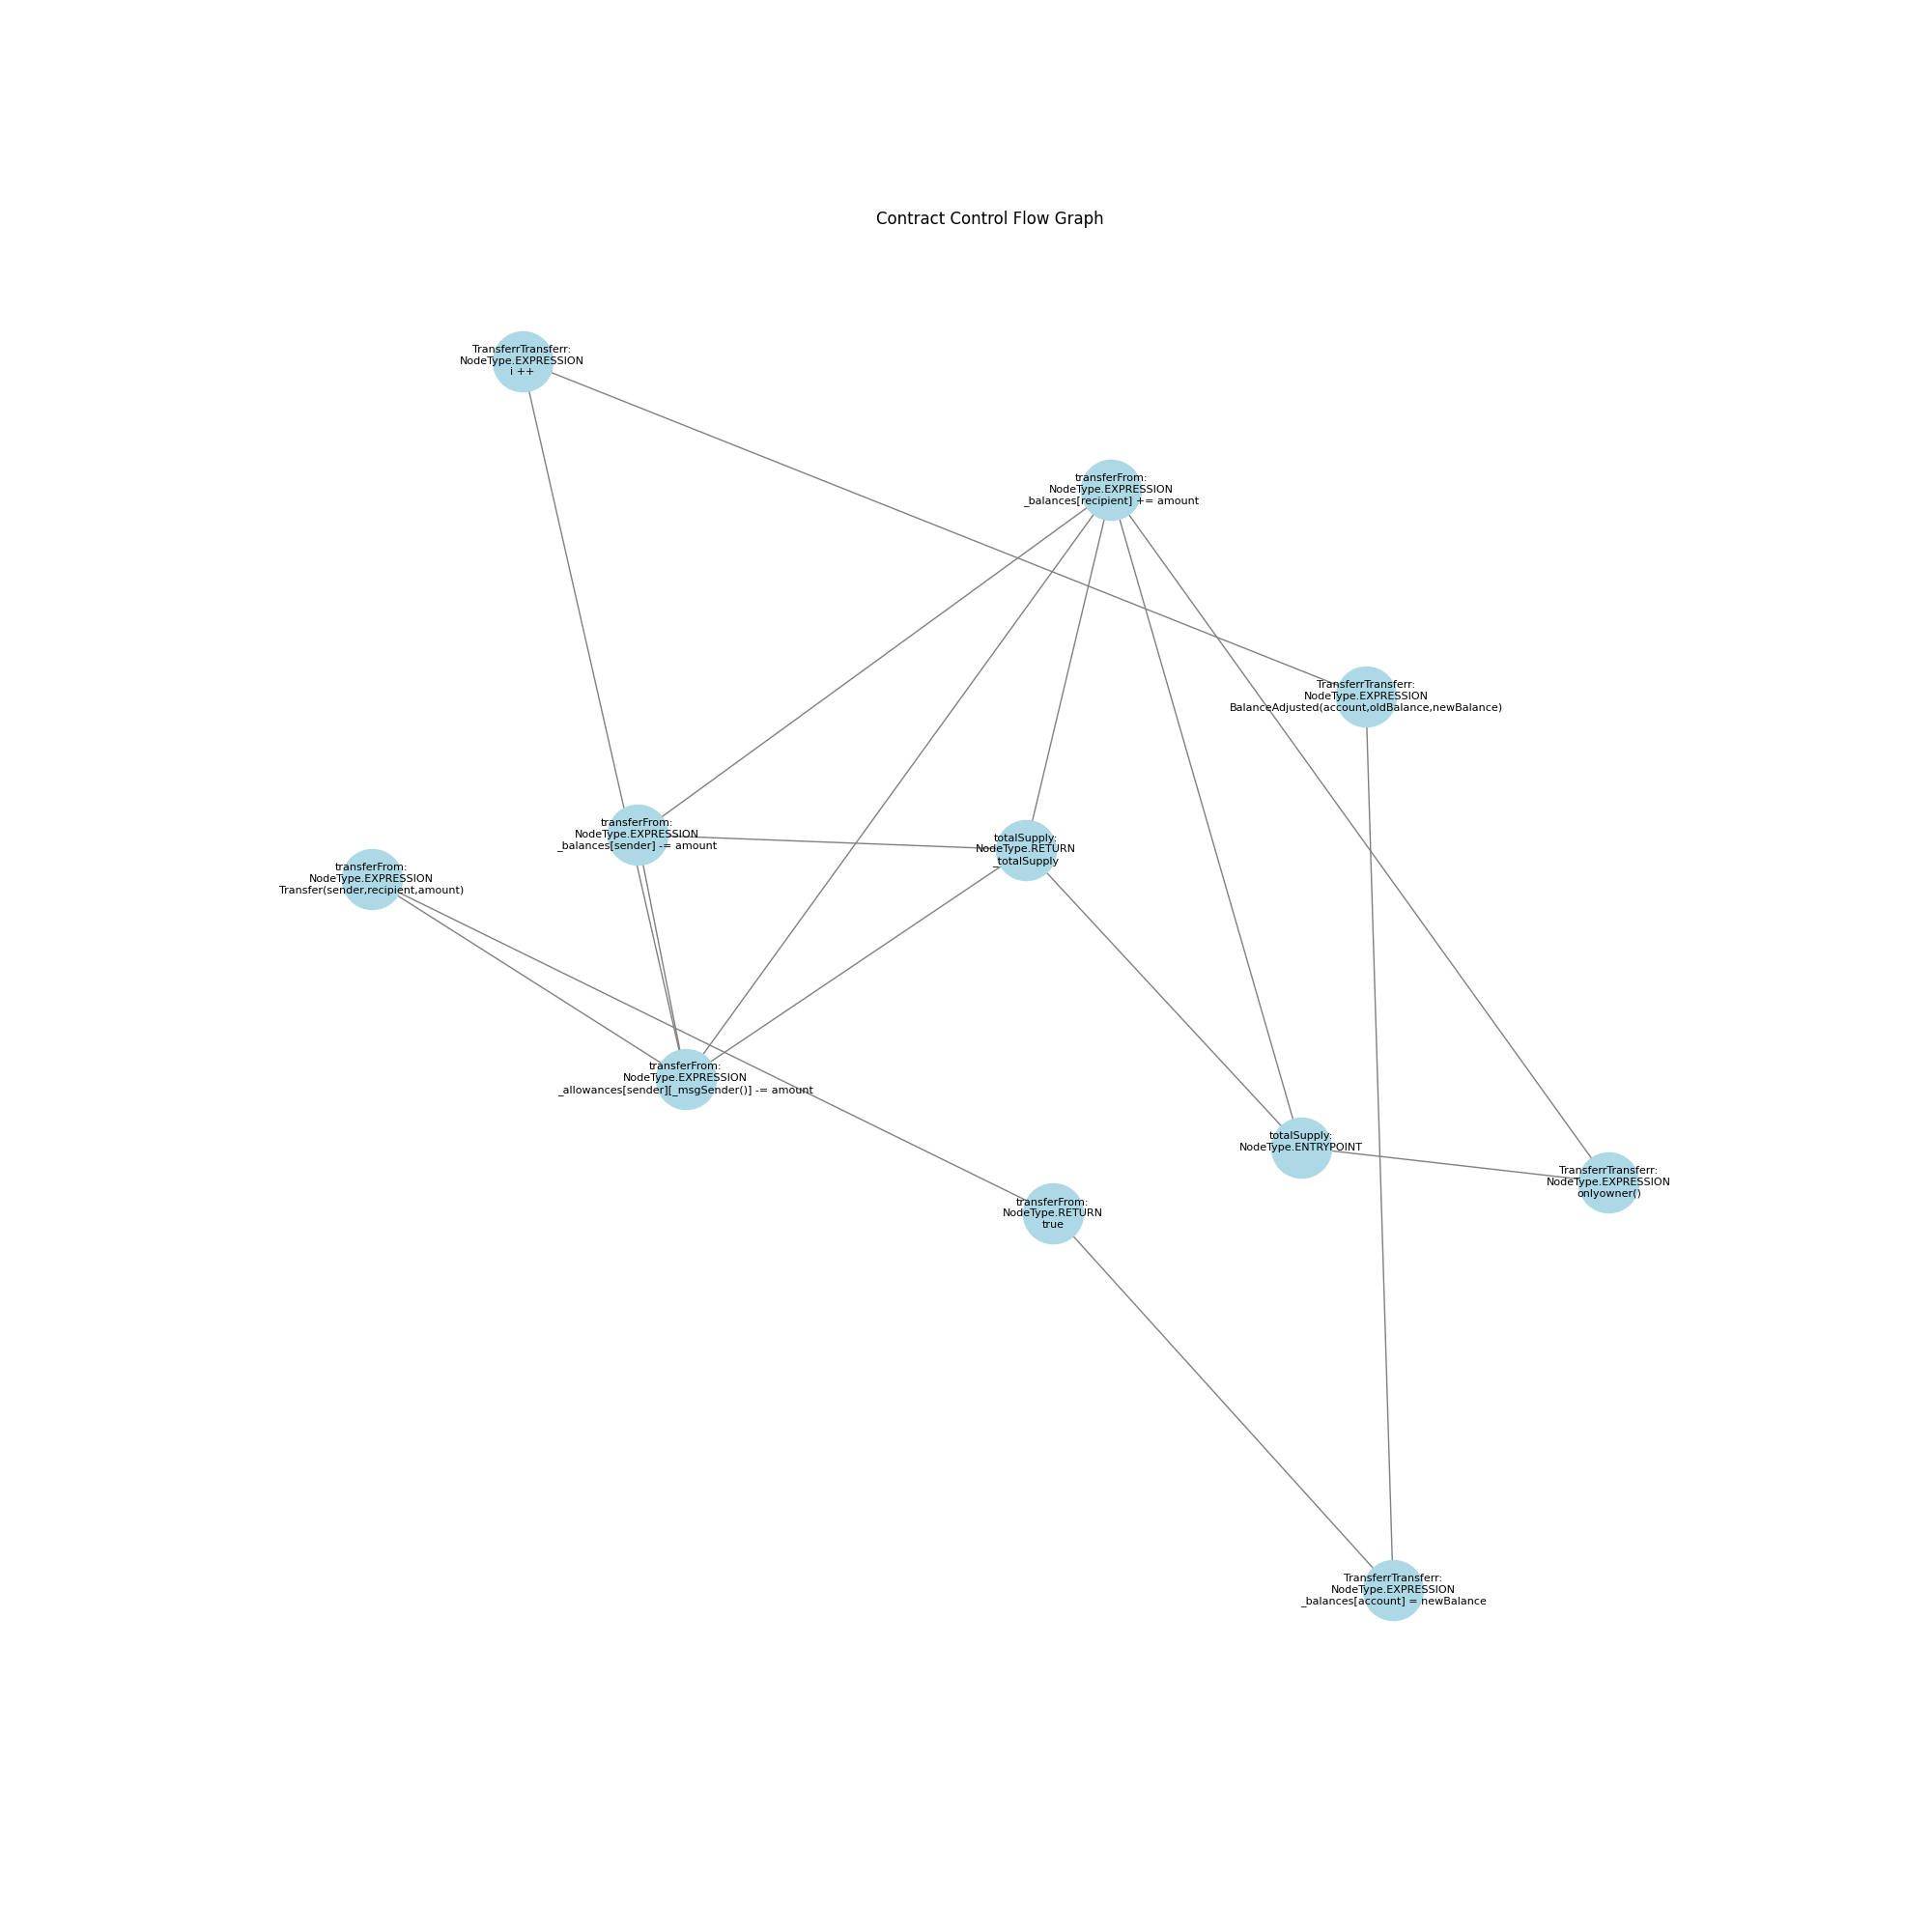 Contract Control Flow Graph
TransferrTransferr:
NodeType.EXPRESSION
i ++
transferFrom:
NodeType.EXPRESSION
_balances[recipient] += amount
TransferrTransferr:
NodeType.EXPRESSION
BalanceAdjusted(account,oldBalance,newBalance)
transferFrom:
NodeType.EXPRESSION
_balances[sender] -= amount
totalSupply:
NodeType.RETURN
_totalSupply
transferFrom:
NodeType.EXPRESSION
Transfer(sender,recipient,amount)
transferFrom:
NodeType.EXPRESSION
_allowances[sender][_msgSender()] -= amount
totalSupply:
NodeType.ENTRYPOINT
TransferrTransferr:
NodeType.EXPRESSION
onlyowner()
transferFrom:
NodeType.RETURN
true
TransferrTransferr:
NodeType.EXPRESSION
_balances[account] = newBalance